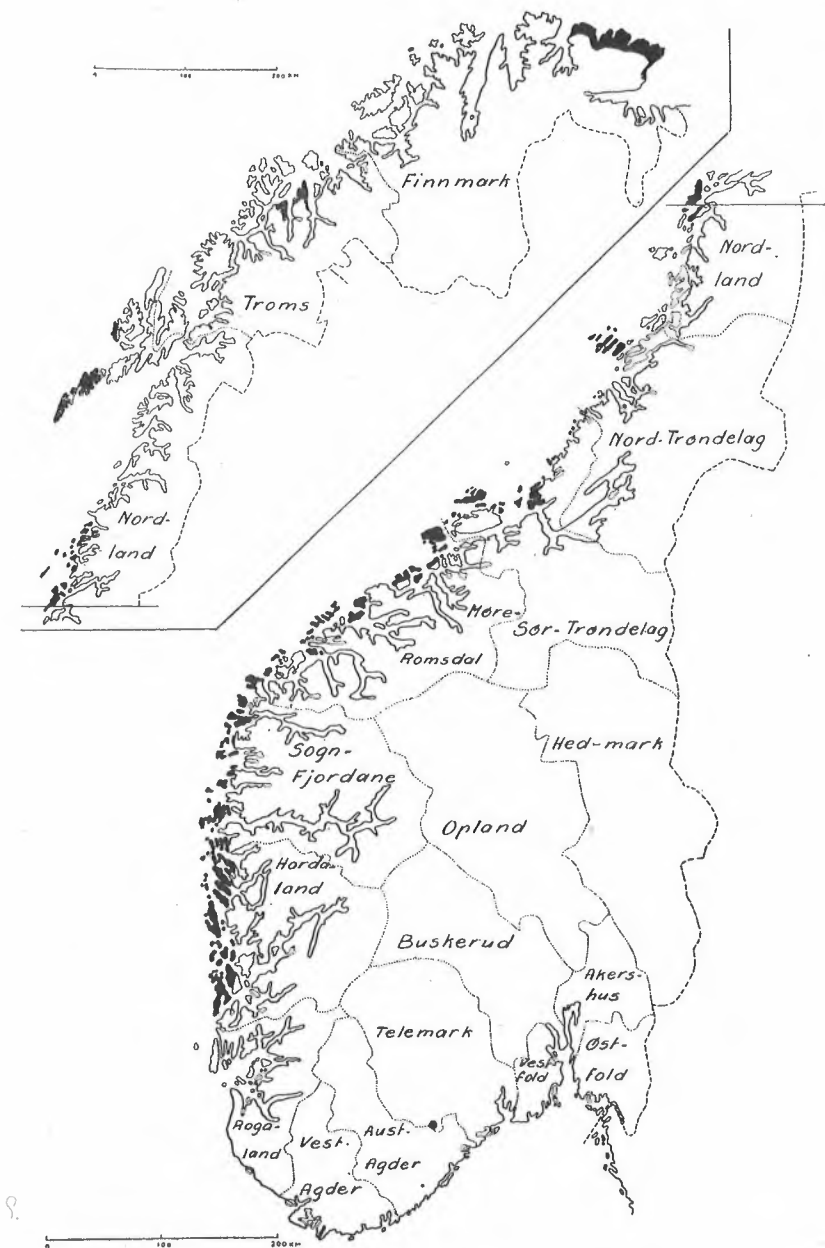 0 100 200 KM
Finnmark
Troms
Nord-
land
Nord-
land
Nord-Trøndelag
Møre-
Romsdal
Sør-Trøndelag
Hed-mark
Sogn-
Fjordane
Opland
Horda
land
Buskerud
Akers-
hus
Telemark
Vest
fold
Øst-
fold
Roga-
land
Vest-
Agder
Aust-
Agder
0 100 200 KM